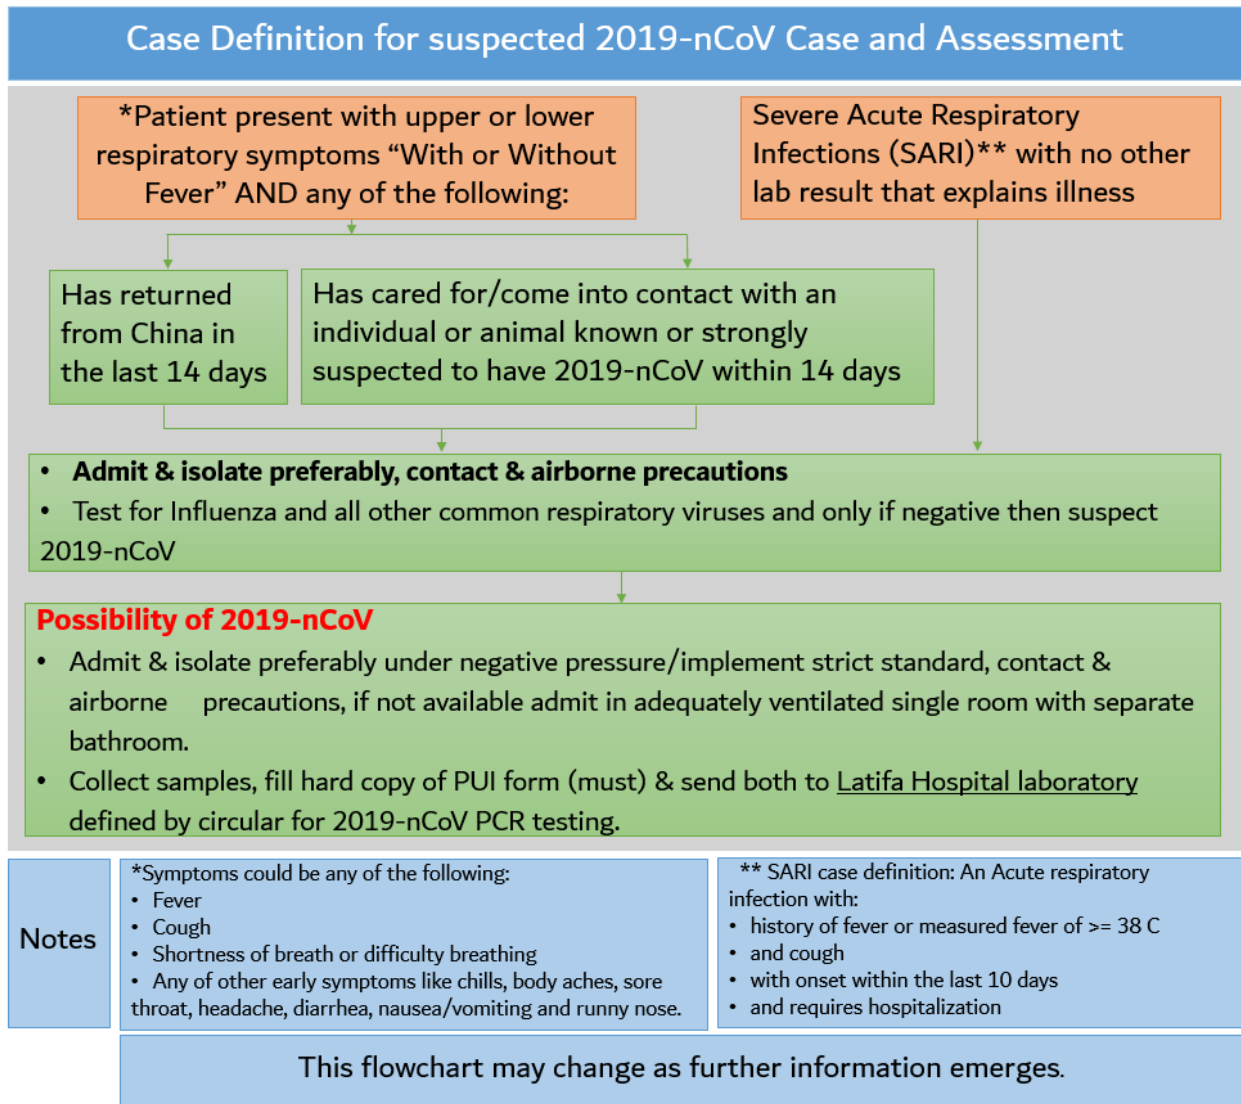 Case Definition for suspected 2019-nCoV Case and Assessment
*Patient present with upper or lower
respiratory symptoms “With or Without
Fever” AND any of the following:
Severe Acute Respiratory
Infections (SARI)** with no other
lab result that explains illness
Has returned
from China in
the last 14 days
Has cared for/come into contact with an
individual or animal known or strongly
suspected to have 2019-nCoV within 14 days
• Admit & isolate preferably, contact & airborne precautions
• Test for Influenza and all other common respiratory viruses and only if negative then suspect
2019-nCoV
Possibility of 2019-nCoV
• Admit & isolate preferably under negative pressure/implement strict standard, contact &
airborne precautions, if not available admit in adequately ventilated single room with separate
bathroom.
• Collect samples, fill hard copy of PUI form (must) & send both to Latifa Hospital laboratory
defined by circular for 2019-nCoV PCR testing.
Notes
*Symptoms could be any of the following:
• Fever
• Cough
• Shortness of breath or difficulty breathing
• Any of other early symptoms like chills, body aches, sore
throat, headache, diarrhea, nausea/vomiting and runny nose.
** SARI case definition: An Acute respiratory
infection with:
• history of fever or measured fever of >= 38 C
• and cough
• with onset within the last 10 days
• and requires hospitalization
This flowchart may change as further information emerges.